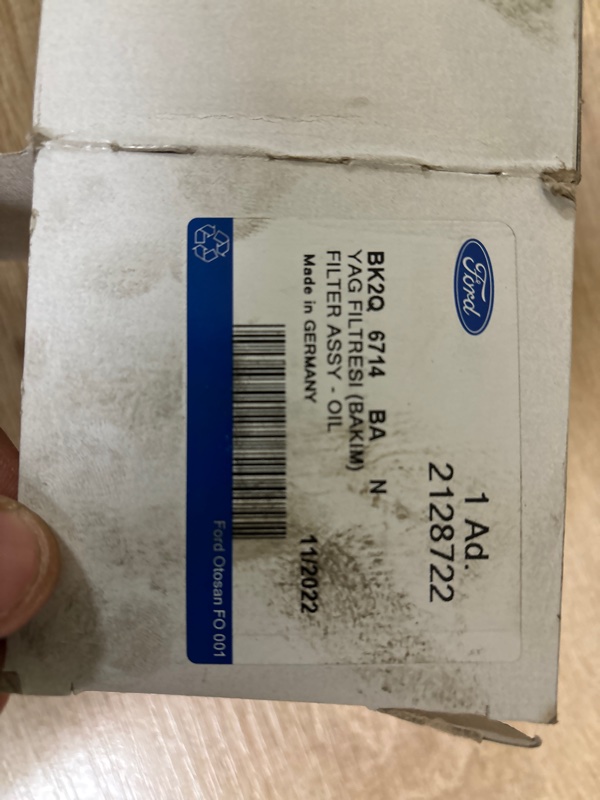 Ford
1 Ad.
2128722
BK2Q 6714 BA N
YAG FILTRESI (BAKIM)
FILTER ASSY - OIL
Made in GERMANY
11/2022
Ford Otosan FO 001